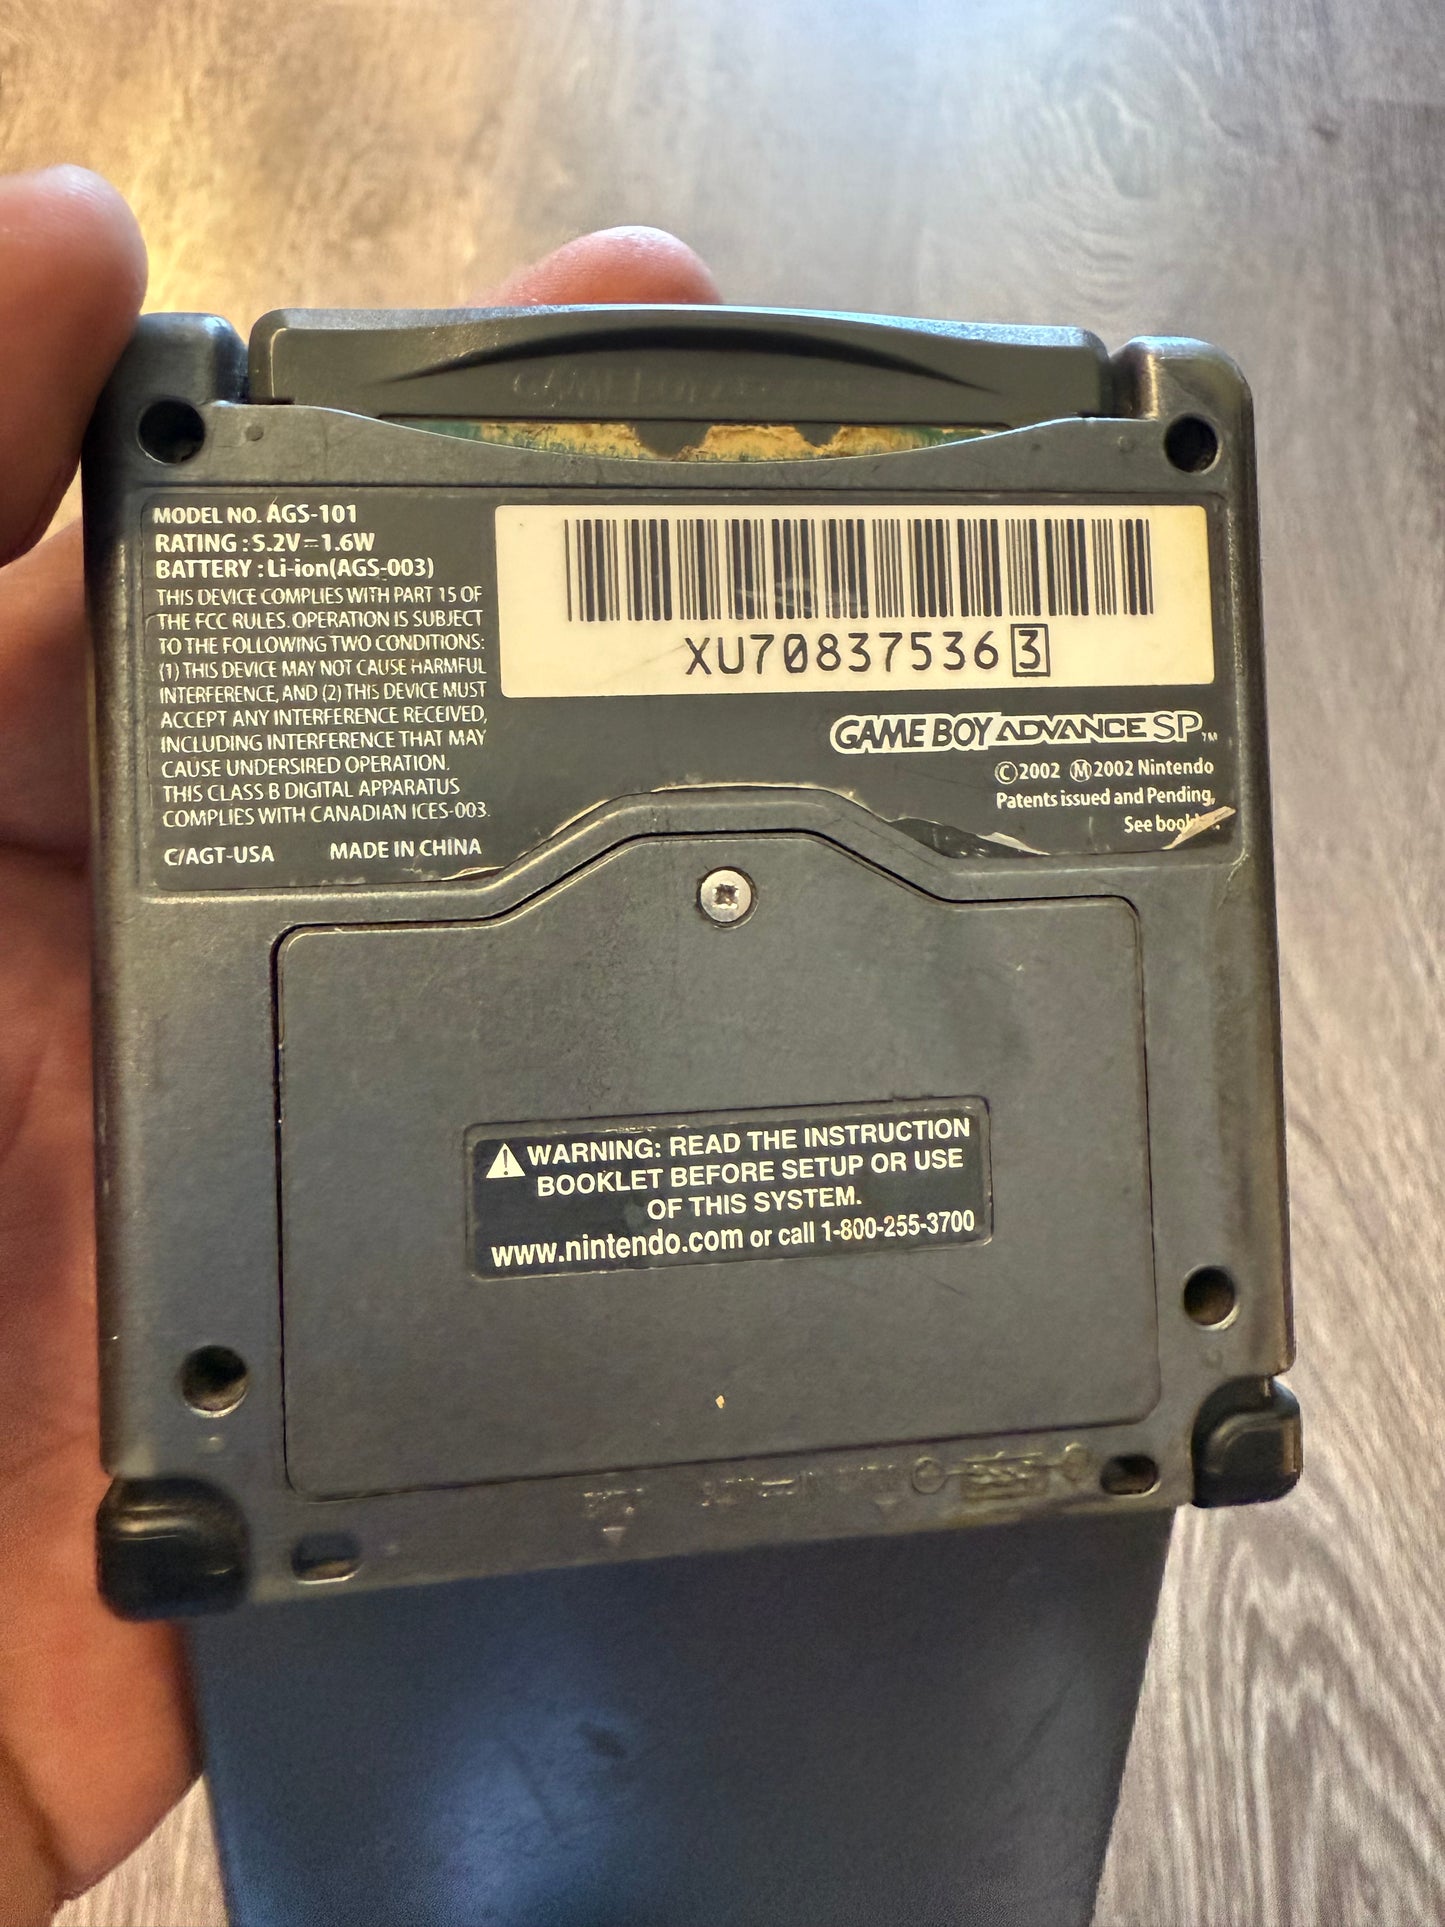 GAME BOY ADVANCE
MODEL NO. AGS-101
RATING : 5.2V⎓1.6W
BATTERY : Li-ion(AGS-003)
THIS DEVICE COMPLIES WITH PART 15 OF
THE FCC RULES. OPERATION IS SUBJECT
TO THE FOLLOWING TWO CONDITIONS:
(1) THIS DEVICE MAY NOT CAUSE HARMFUL
INTERFERENCE, AND (2) THIS DEVICE MUST
ACCEPT ANY INTERFERENCE RECEIVED,
INCLUDING INTERFERENCE THAT MAY
CAUSE UNDERSIRED OPERATION.
THIS CLASS B DIGITAL APPARATUS
COMPLIES WITH CANADIAN ICES-003.
C/AGT-USA MADE IN CHINA
XU70837536 3
GAME BOY ADVANCE SP™
©2002 Ⓜ2002 Nintendo
Patents issued and Pending,
See
⚠ WARNING: READ THE INSTRUCTION
BOOKLET BEFORE SETUP OR USE
OF THIS SYSTEM.
www.nintendo.com or call 1-800-255-3700